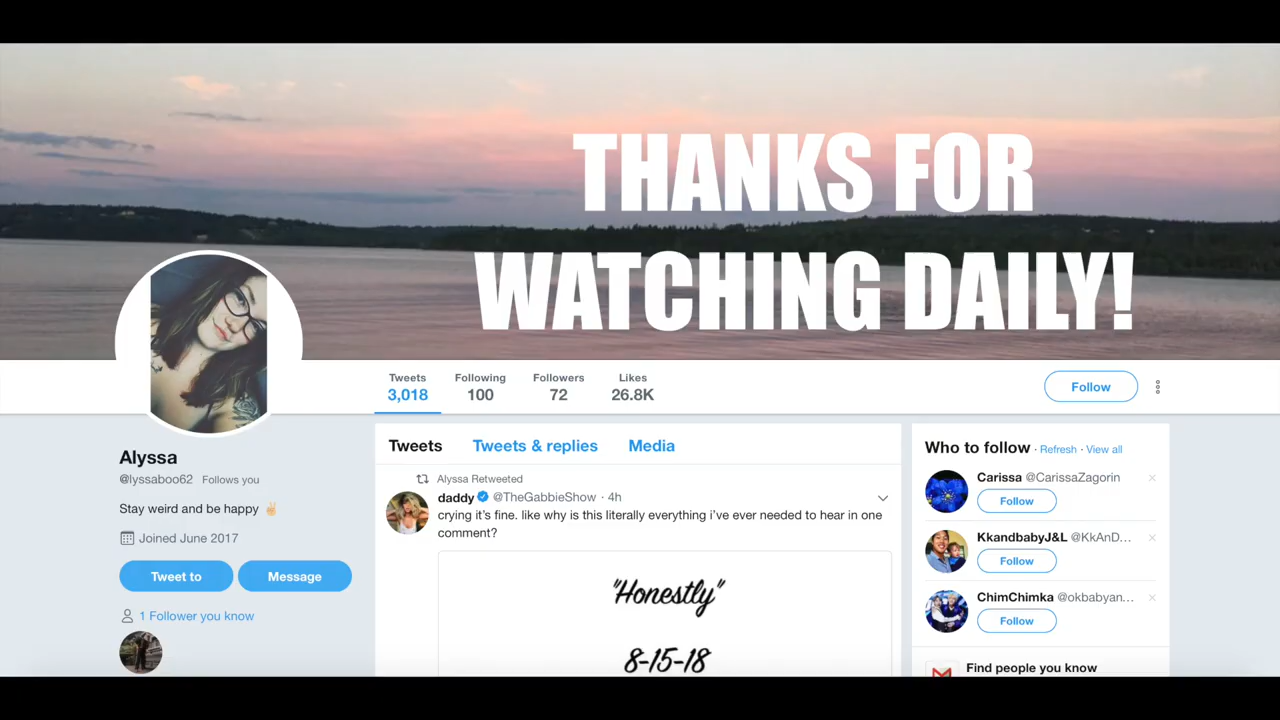 THANKS FOR
WATCHING DAILY!
Tweets
3,018
Following
100
Followers
72
Likes
26.8K
Follow
Alyssa
@lyssaboo62 Follows you
Stay weird and be happy ✌🏼
Joined June 2017
Tweet to
Message
1 Follower you know
Tweets Tweets & replies Media
Alyssa Retweeted
daddy @TheGabbieShow · 4h
crying it's fine. like why is this literally everything i've ever needed to hear in one
comment?
"Honestly"
8-15-18
Who to follow · Refresh · View all
Carissa @CarissaZagorin
Follow
KkandbabyJ&L @KkAnD...
Follow
ChimChimka @okbabyan...
Follow
Find people you know